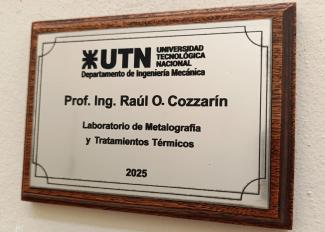 UTN UNIVERSIDAD
TECNOLÓGICA
NACIONAL
Departamento de Ingeniería Mecánica
Prof. Ing. Raúl O. Cozzarín
Laboratorio de Metalografía
y Tratamientos Térmicos
2025